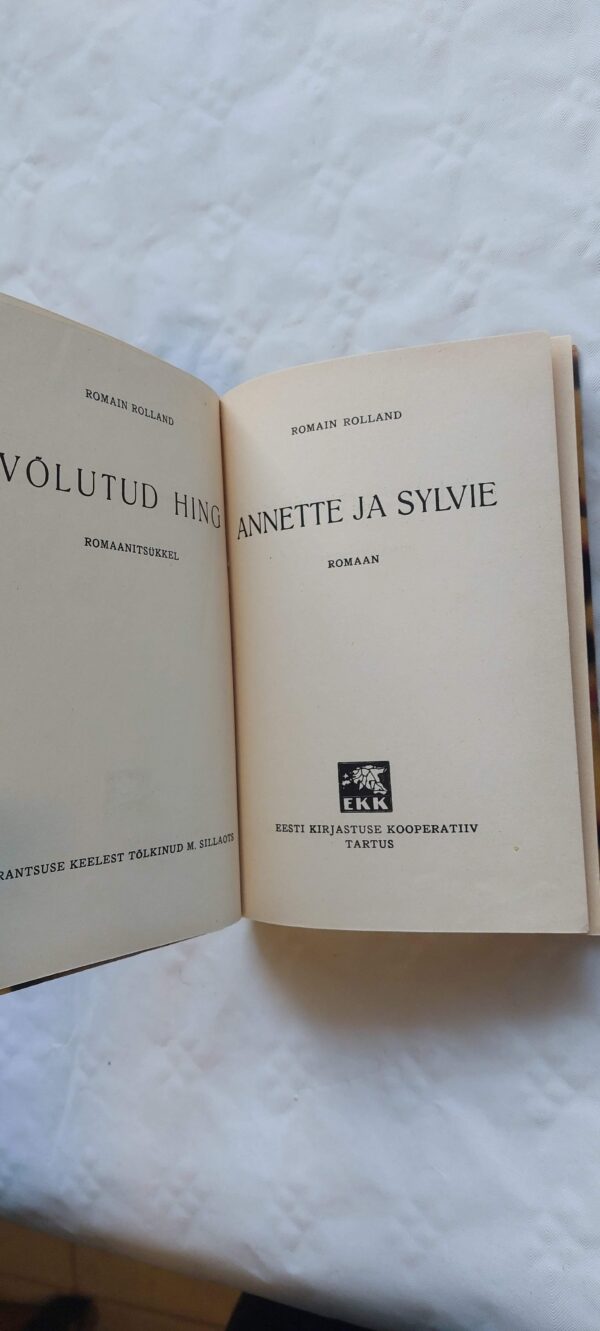 ROMAIN ROLLAND
VÕLUTUD HING
ROMAANITSÜKKEL
RANTSUSE KEELEST TÕLKINUD M. SILLAOTS
ROMAIN ROLLAND
ANNETTE JA SYLVIE
ROMAAN
EKK
EESTI KIRJASTUSE KOOPERATIIV
TARTUS